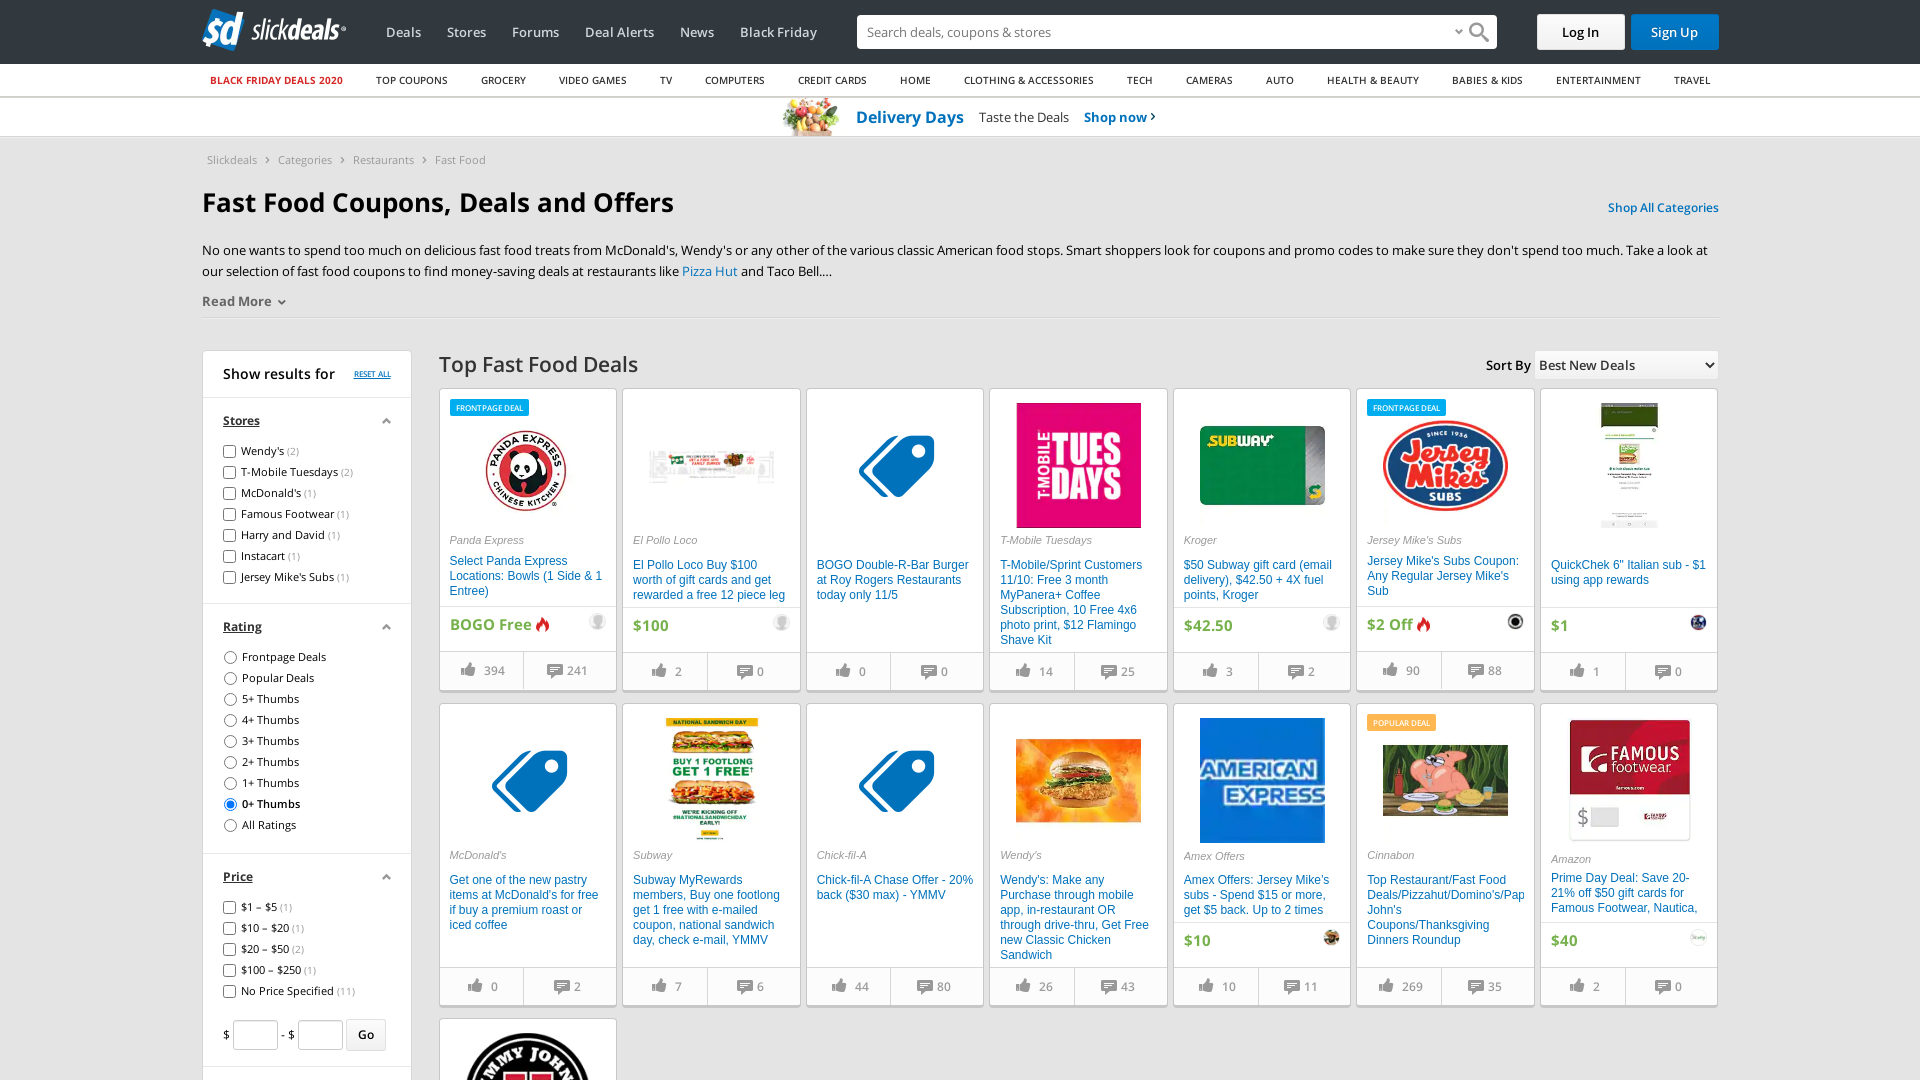 sd slickdeals
Deals Stores Forums Deal Alerts News Black Friday
Search deals, coupons & stores
Log In Sign Up
BLACK FRIDAY DEALS 2020 TOP COUPONS GROCERY VIDEO GAMES TV COMPUTERS CREDIT CARDS HOME CLOTHING & ACCESSORIES TECH CAMERAS AUTO HEALTH & BEAUTY BABIES & KIDS ENTERTAINMENT TRAVEL
Delivery Days Taste the Deals Shop now
Slickdeals Categories Restaurants Fast Food
Fast Food Coupons, Deals and Offers
Shop All Categories
No one wants to spend too much on delicious fast food treats from McDonald's, Wendy's or any other of the various classic American food stops. Smart shoppers look for coupons and promo codes to make sure they don't spend too much. Take a look at
our selection of fast food coupons to find money-saving deals at restaurants like Pizza Hut and Taco Bell....
Read More
Show results for RESET ALL
Stores
Wendy's (2)
T-Mobile Tuesdays (2)
McDonald's (1)
Famous Footwear (1)
Harry and David (1)
Instacart (1)
Jersey Mike's Subs (1)
Rating
Frontpage Deals
Popular Deals
5+ Thumbs
4+ Thumbs
3+ Thumbs
2+ Thumbs
1+ Thumbs
0+ Thumbs
All Ratings
Price
$1 – $5 (1)
$10 – $20 (1)
$20 – $50 (2)
$100 – $250 (1)
No Price Specified (11)
$ - $ Go
Top Fast Food Deals
Sort By Best New Deals
FRONTPAGE DEAL
PANDA EXPRESS
CHINESE KITCHEN
Panda Express
Select Panda Express
Locations: Bowls (1 Side & 1
Entree)
BOGO Free
394 241
El Pollo Loco
El Pollo Loco Buy $100
worth of gift cards and get
rewarded a free 12 piece leg
$100
2 0
BOGO Double-R-Bar Burger
at Roy Rogers Restaurants
today only 11/5
0 0
T-MOBILE
TUES
DAYS
T-Mobile Tuesdays
T-Mobile/Sprint Customers
11/10: Free 3 month
MyPanera+ Coffee
Subscription, 10 Free 4x6
photo print, $12 Flamingo
Shave Kit
14 25
SUBWAY
Kroger
$50 Subway gift card (email
delivery), $42.50 + 4X fuel
points, Kroger
$42.50
3 2
FRONTPAGE DEAL
SINCE 1956
Jersey
Mike's
SUBS
Jersey Mike's Subs
Jersey Mike's Subs Coupon:
Any Regular Jersey Mike's
Sub
$2 Off
90 88
QuickChek 6" Italian sub - $1
using app rewards
$1
1 0
McDonald's
Get one of the new pastry
items at McDonald's for free
if buy a premium roast or
iced coffee
0 2
NATIONAL SANDWICH DAY
BUY 1 FOOTLONG
GET 1 FREE
WE'RE KICKING OFF
#NATIONALSANDWICHDAY
EARLY!
Subway
Subway MyRewards
members, Buy one footlong
get 1 free with e-mailed
coupon, national sandwich
day, check e-mail, YMMV
7 6
Chick-fil-A
Chick-fil-A Chase Offer - 20%
back ($30 max) - YMMV
44 80
Wendy's
Wendy's: Make any
Purchase through mobile
app, in-restaurant OR
through drive-thru, Get Free
new Classic Chicken
Sandwich
26 43
AMERICAN
EXPRESS
Amex Offers
Amex Offers: Jersey Mike's
subs - Spend $15 or more,
get $5 back. Up to 2 times
$10
10 11
POPULAR DEAL
Cinnabon
Top Restaurant/Fast Food
Deals/Pizzahut/Domino's/Pap
John's
Coupons/Thanksgiving
Dinners Roundup
269 35
FAMOUS
footwear.
famous.com
$
Amazon
Prime Day Deal: Save 20-
21% off $50 gift cards for
Famous Footwear, Nautica,
$40
2 0
JIMMY JOHN'S